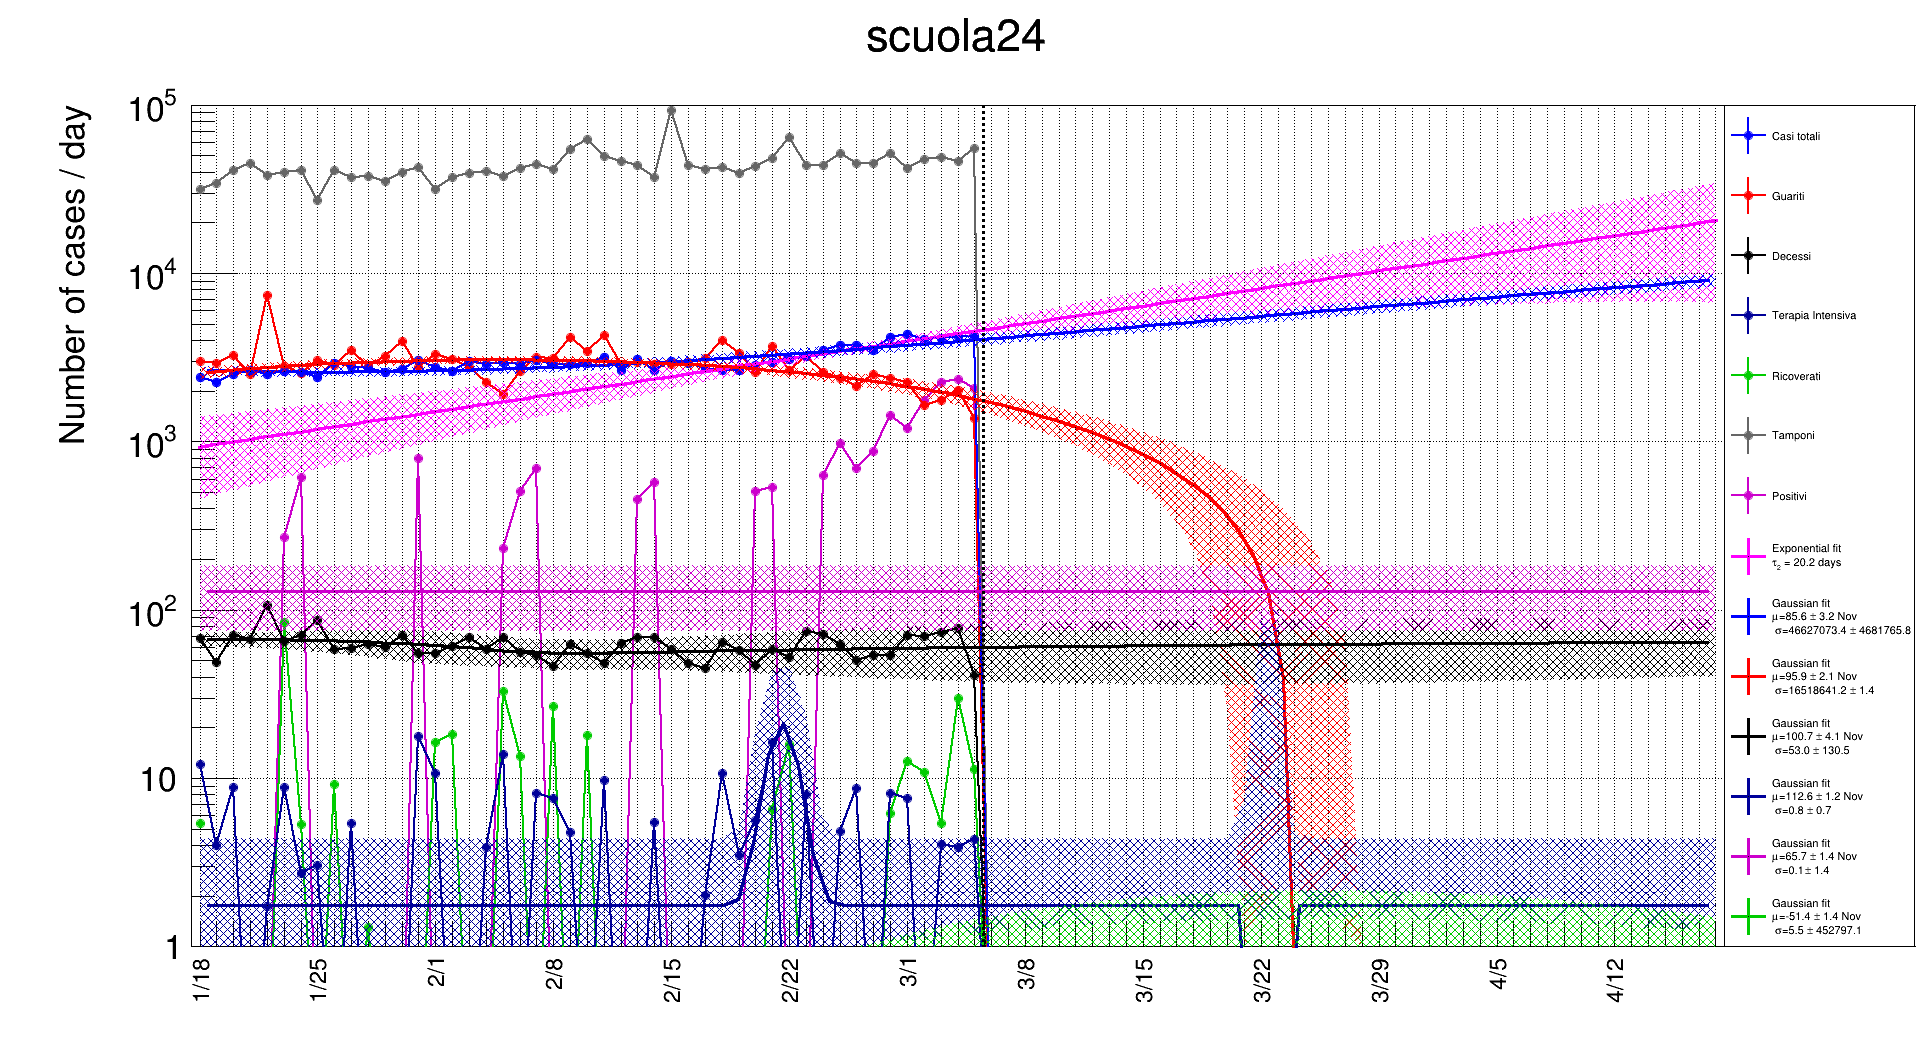 scuola24
Number of cases / day
10^5
10^4
10^3
10^2
10
1
1/18
1/25
2/1
2/8
2/15
2/22
3/1
3/8
3/15
3/22
3/29
4/5
4/12
Casi totali
Guariti
Decessi
Terapia Intensiva
Ricoverati
Tamponi
Positivi
Exponential fit
τ_2 = 20.2 days
Gaussian fit
μ=85.6 ± 3.2 Nov
σ=46627073.4 ± 4681765.8
Gaussian fit
μ=95.9 ± 2.1 Nov
σ=16518641.2 ± 1.4
Gaussian fit
μ=100.7 ± 4.1 Nov
σ=53.0 ± 130.5
Gaussian fit
μ=112.6 ± 1.2 Nov
σ=0.8 ± 0.7
Gaussian fit
μ=65.7 ± 1.4 Nov
σ=0.1 ± 1.4
Gaussian fit
μ=-51.4 ± 1.4 Nov
σ=5.5 ± 452797.1